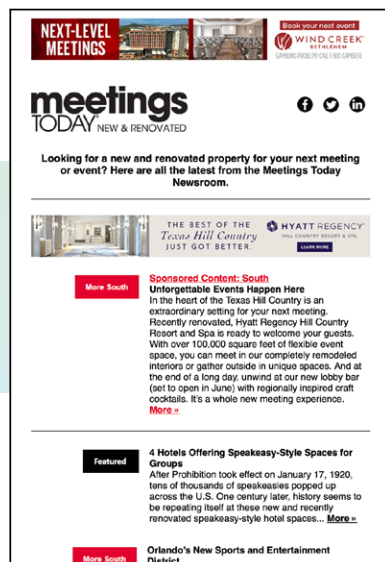 NEXT-LEVEL
MEETINGS
Book your next event
WIND CREEK
BETHLEHEM
GAMBLING PROBLEM? CALL 1-800-GAMBLER.
meetings
TODAY
NEW & RENOVATED
Looking for a new and renovated property for your next meeting
or event? Here are all the latest from the Meetings Today
Newsroom.
THE BEST OF THE
Texas Hill Country
JUST GOT BETTER.
HYATT REGENCY
HILL COUNTRY RESORT & SPA
LEARN MORE
More South
Sponsored Content: South
Unforgettable Events Happen Here
In the heart of the Texas Hill Country is an
extraordinary setting for your next meeting.
Recently renovated, Hyatt Regency Hill Country
Resort and Spa is ready to welcome your guests.
With over 100,000 square feet of flexible event
space, you can meet in our completely remodeled
interiors or gather outside in unique spaces. And at
the end of a long day, unwind at our new lobby bar
(set to open in June) with regionally inspired craft
cocktails. It's a whole new meeting experience.
More »
Featured
4 Hotels Offering Speakeasy-Style Spaces for
Groups
After Prohibition took effect on January 17, 1920,
tens of thousands of speakeasies popped up
across the U.S. One century later, history seems to
be repeating itself at these new and recently
renovated speakeasy-style hotel spaces... More »
More South
Orlando's New Sports and Entertainment
District